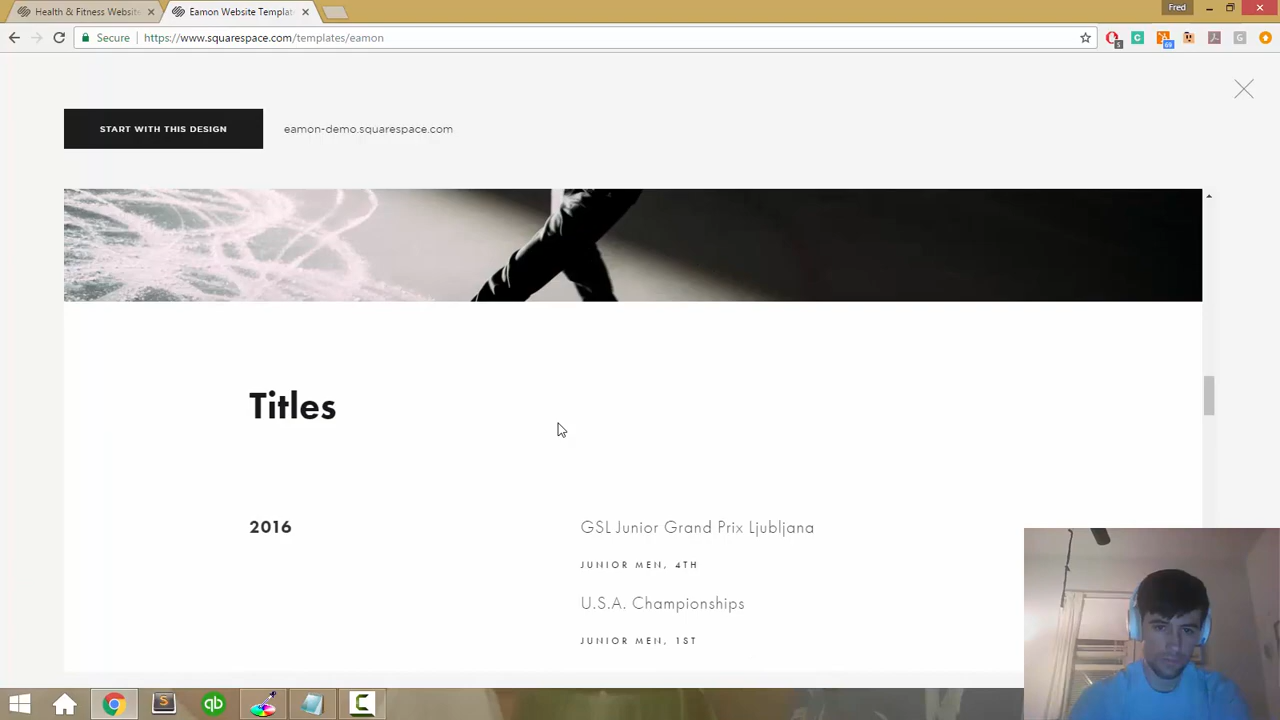 Health & Fitness Website
Eamon Website Templat
Fred
Secure
https://www.squarespace.com/templates/eamon
START WITH THIS DESIGN
eamon-demo.squarespace.com
Titles
2016
GSL Junior Grand Prix Ljubljana
JUNIOR MEN, 4TH
U.S.A. Championships
JUNIOR MEN, 1ST